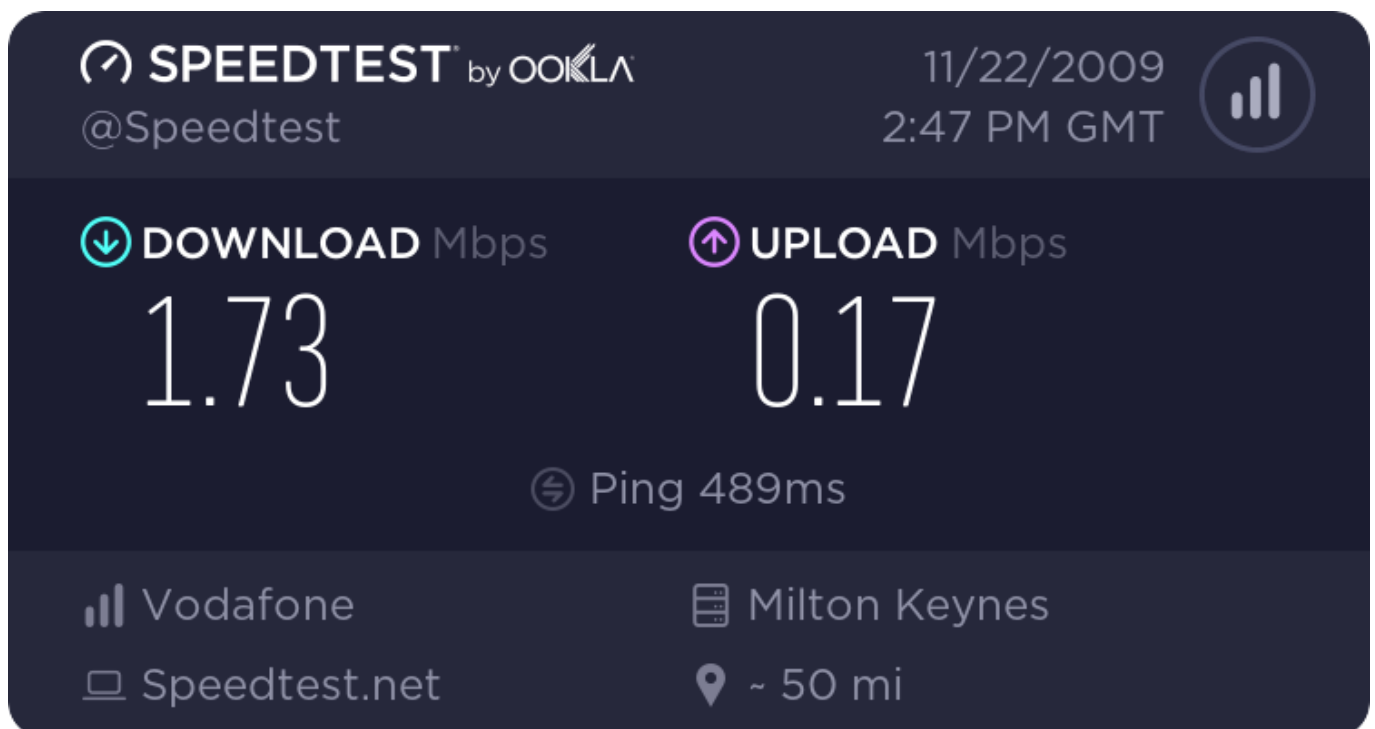 SPEEDTEST® by OOKLA®
@Speedtest
11/22/2009
2:47 PM GMT
DOWNLOAD Mbps
1.73
UPLOAD Mbps
0.17
Ping 489ms
Vodafone
Milton Keynes
Speedtest.net
~ 50 mi